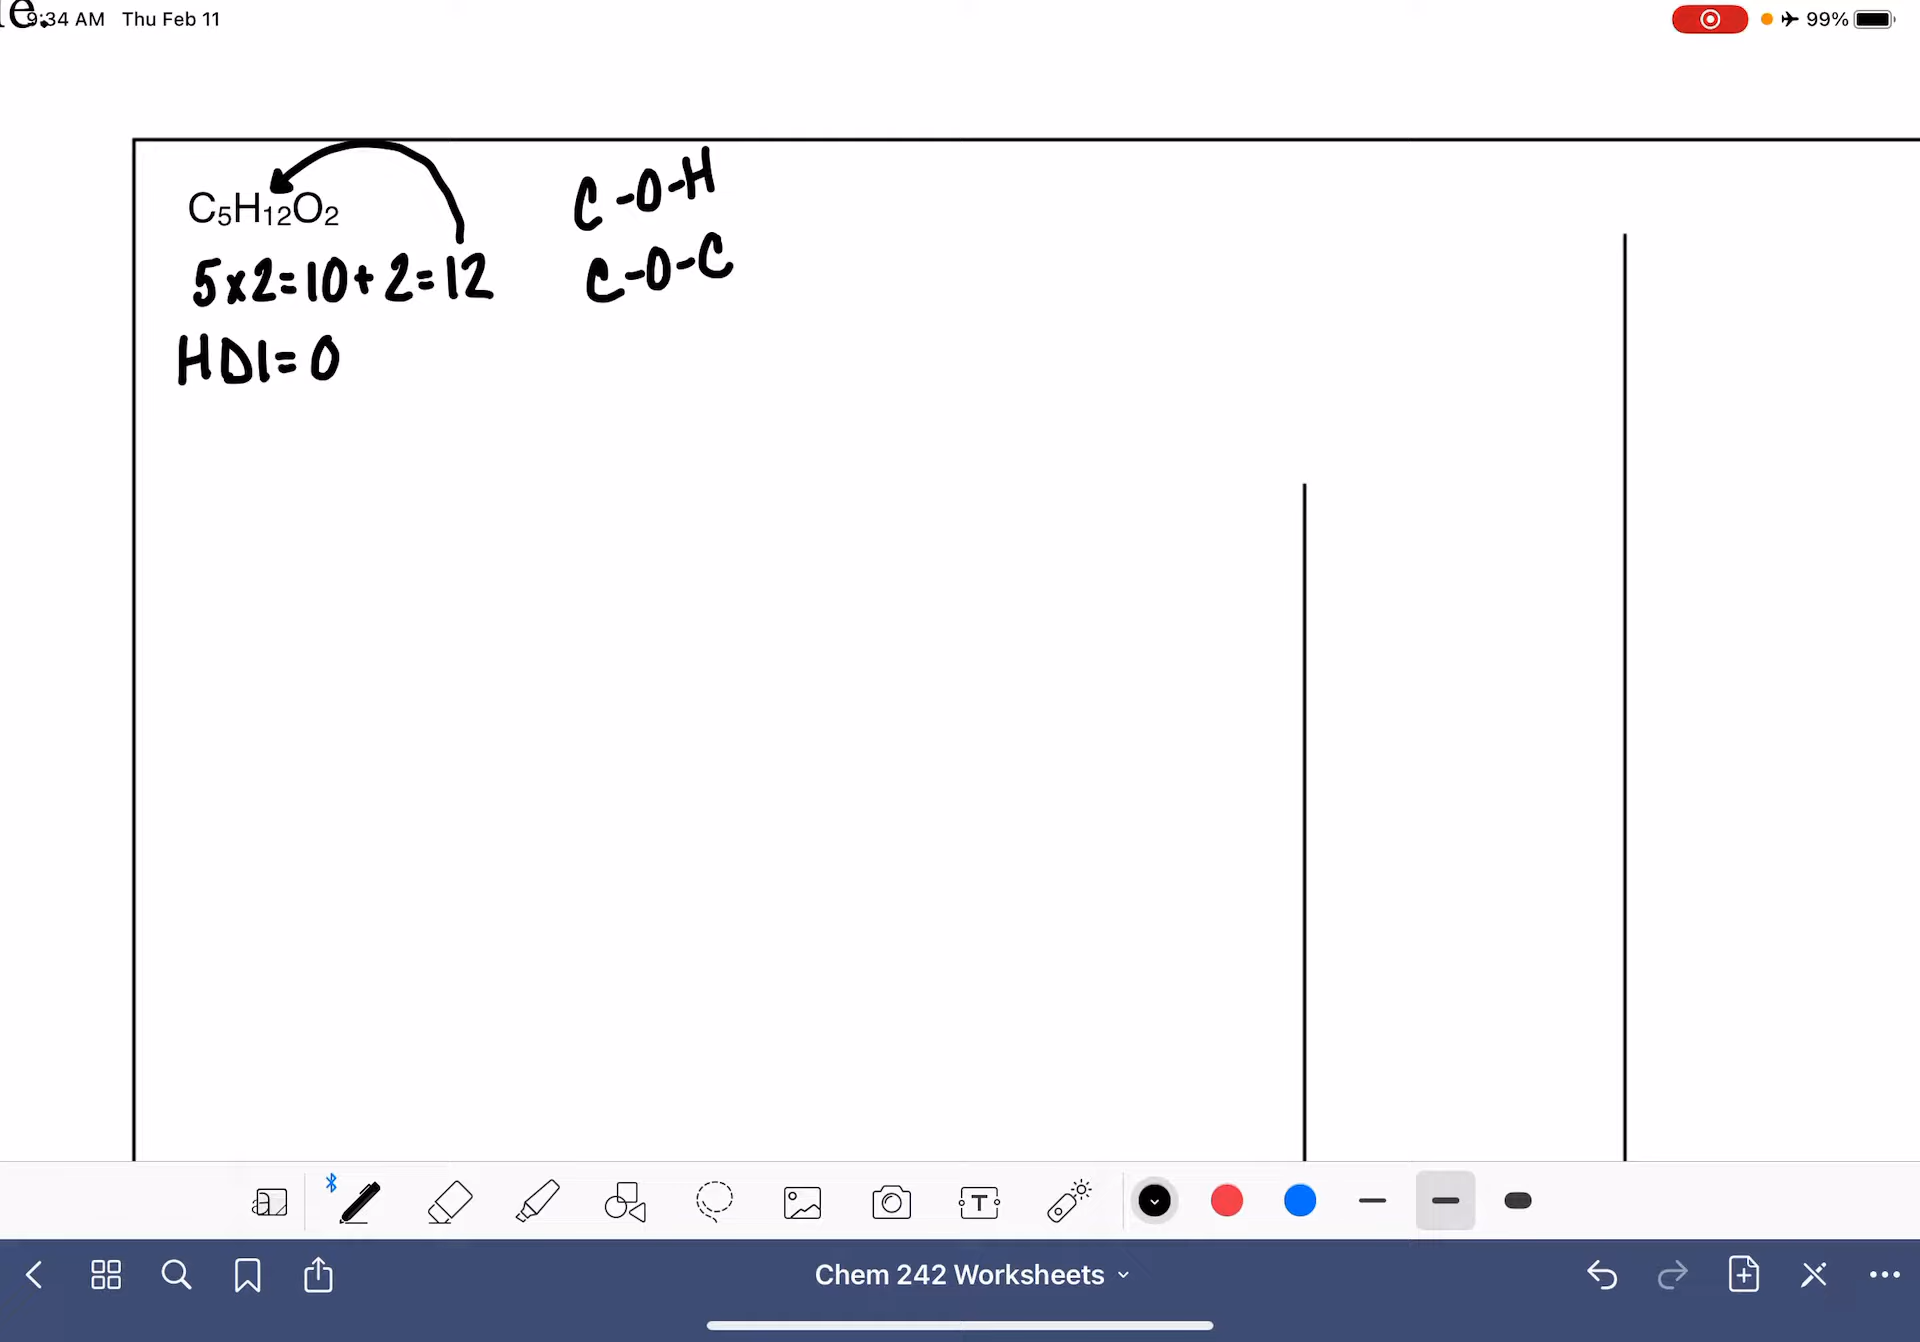 e.
9:34 AM Thu Feb 11
99%
C₅H₁₂O₂
5x2=10+2=12
HDI=0
C-O-H
C-O-C
a
T
Chem 242 Worksheets